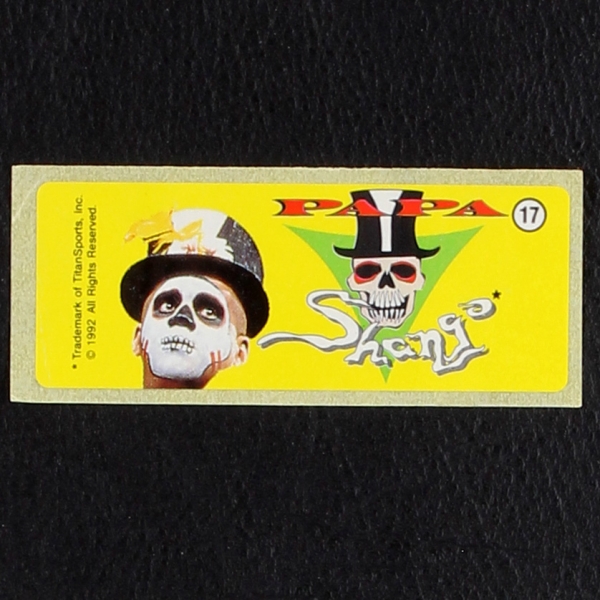 * Trademark of TitanSports, Inc.
© 1992 All Rights Reserved.
PAPA
17
Shango*